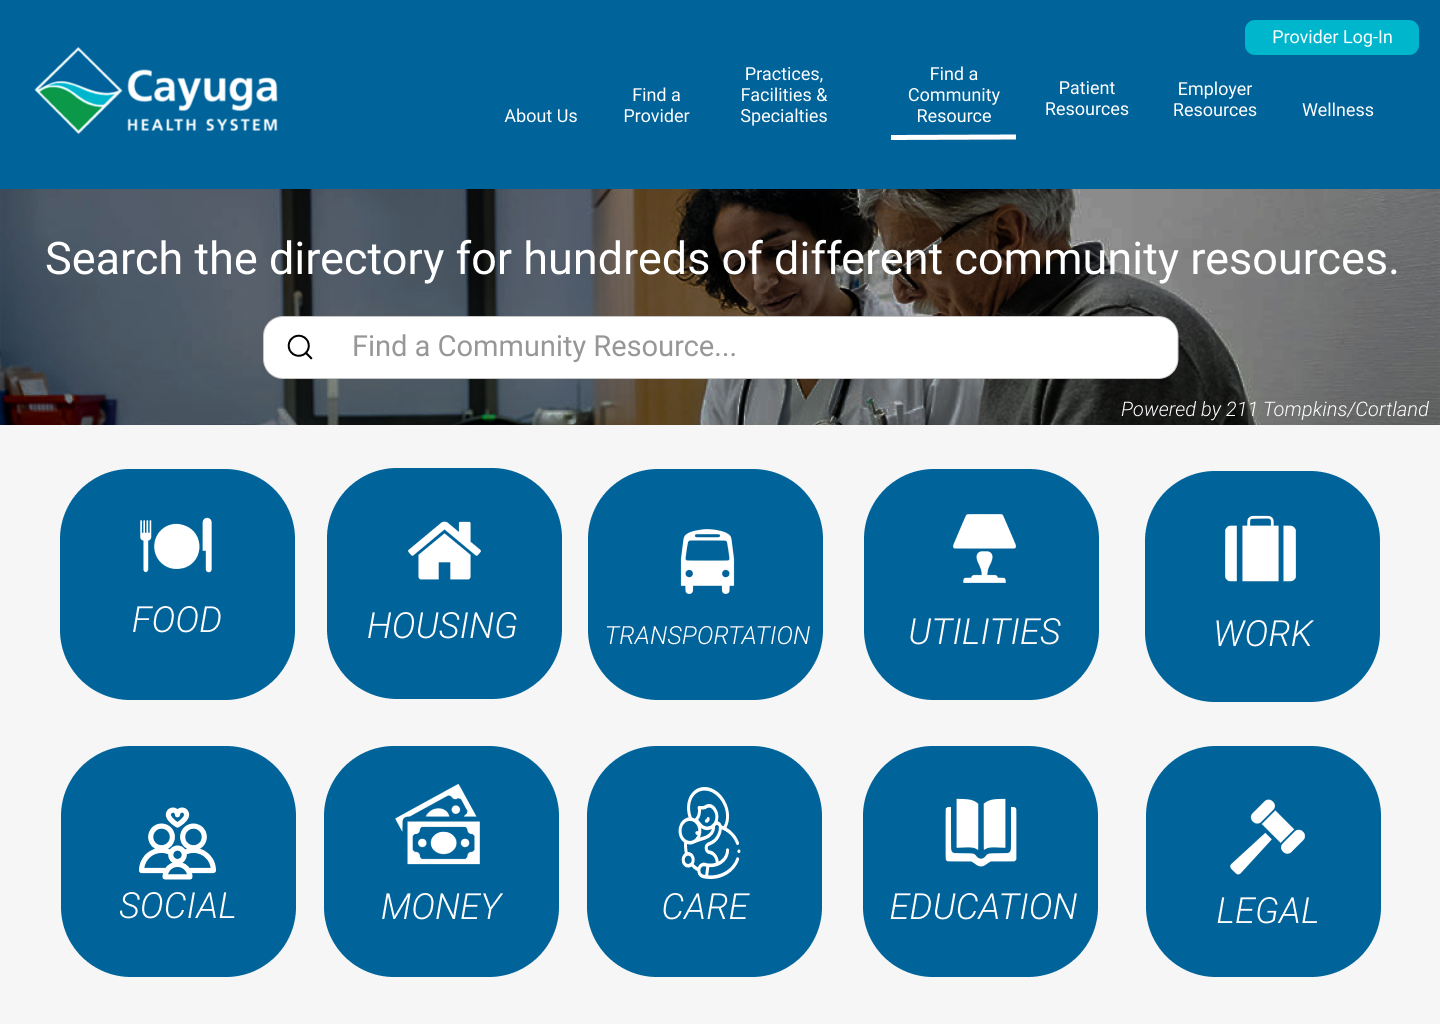 Provider Log-In
Cayuga
HEALTH SYSTEM
About Us
Find a
Provider
Practices,
Facilities &
Specialties
Find a
Community
Resource
Patient
Resources
Employer
Resources
Wellness
Search the directory for hundreds of different community resources.
Find a Community Resource...
Powered by 211 Tompkins/Cortland
FOOD
HOUSING
TRANSPORTATION
UTILITIES
WORK
SOCIAL
MONEY
CARE
EDUCATION
LEGAL